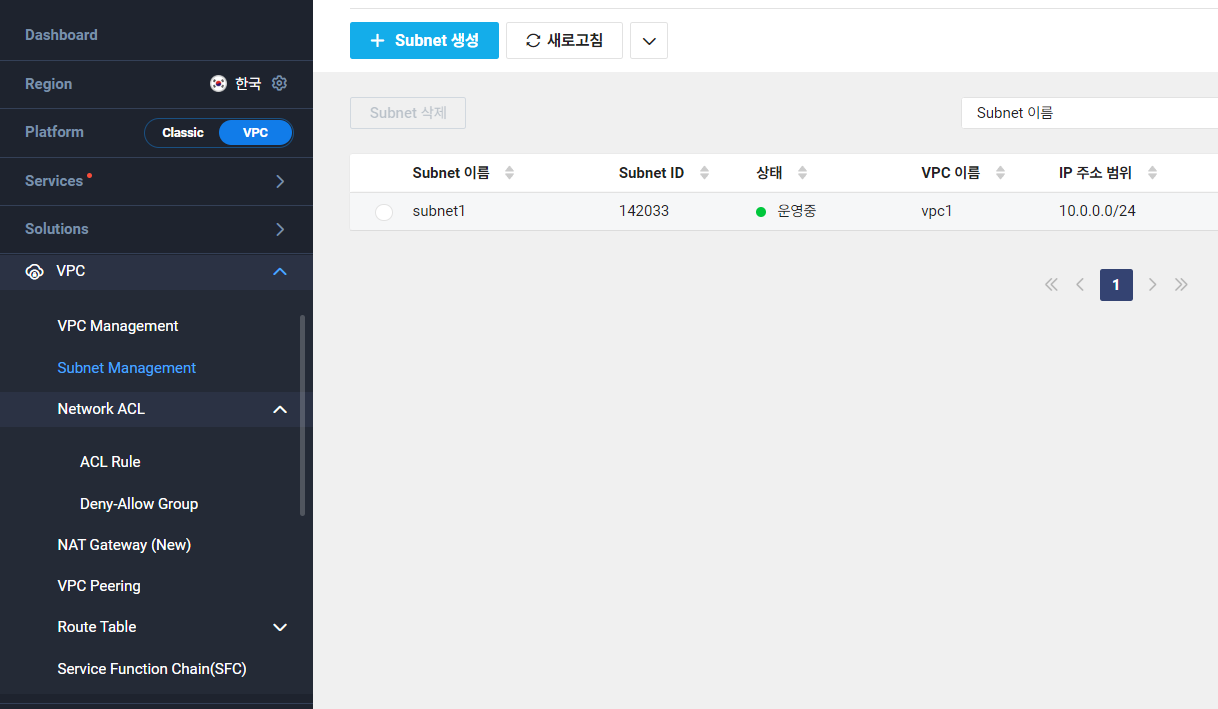 Dashboard
Region 한국
Platform Classic VPC
Services
Solutions
VPC
VPC Management
Subnet Management
Network ACL
ACL Rule
Deny-Allow Group
NAT Gateway (New)
VPC Peering
Route Table
Service Function Chain(SFC)
+ Subnet 생성 새로고침
Subnet 삭제 Subnet 이름
Subnet 이름 Subnet ID 상태 VPC 이름 IP 주소 범위
subnet1 142033 운영중 vpc1 10.0.0.0/24
1